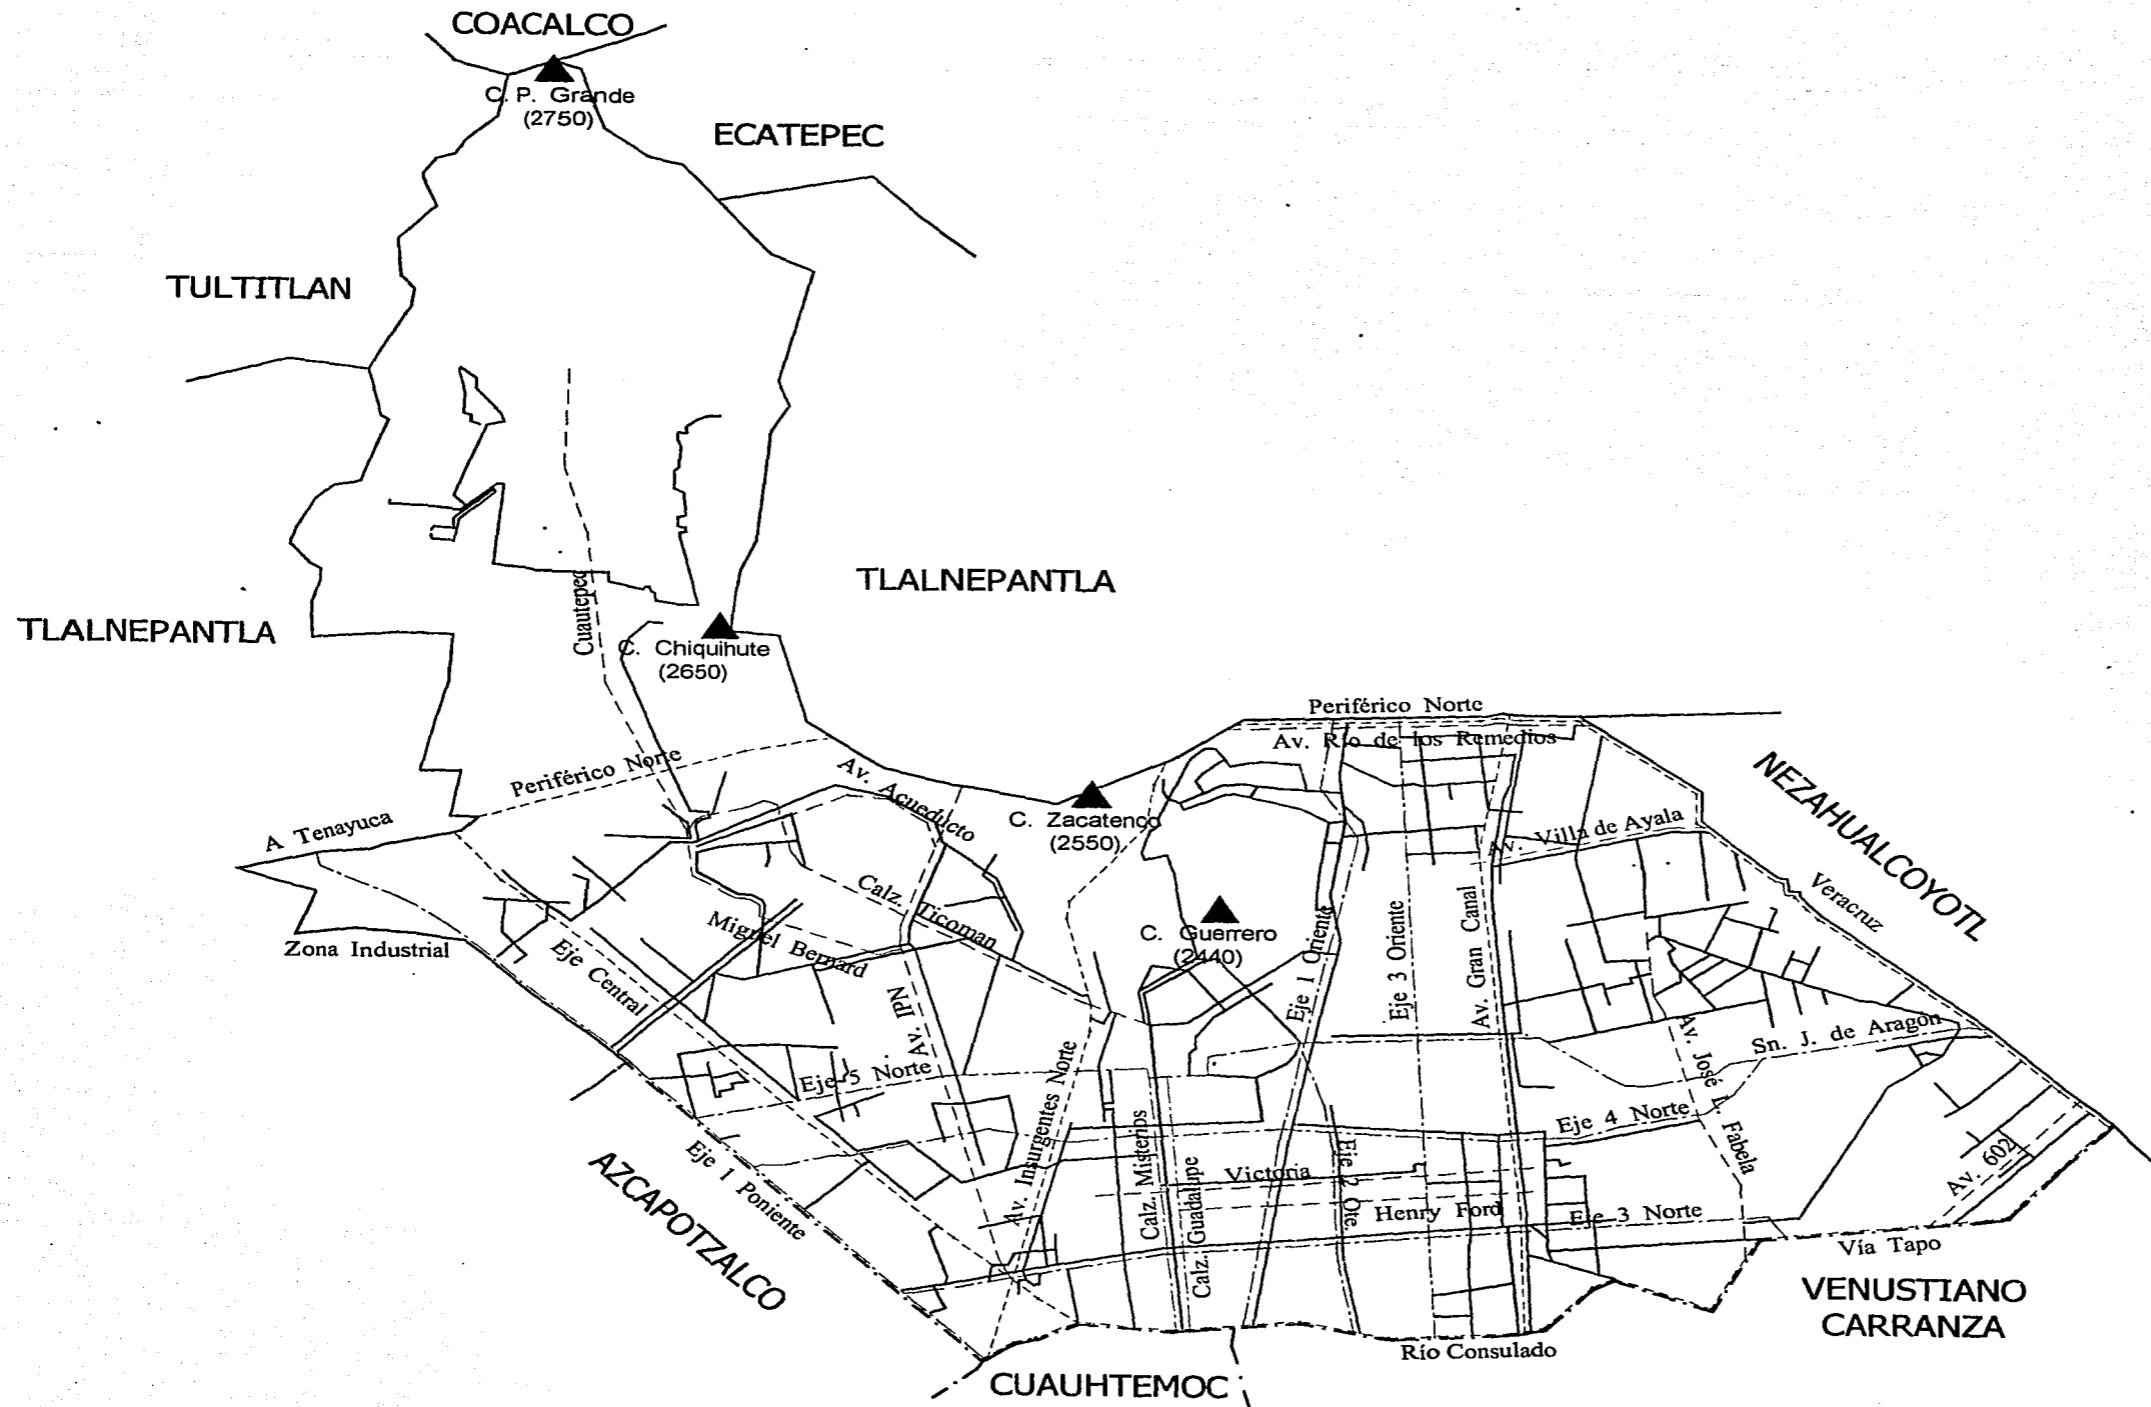 COACALCO
C. P. Grande
(2750)
ECATEPEC
TULTITLAN
TLALNEPANTLA
Cuautepec
TLALNEPANTLA
C. Chiquihute
(2650)
Periférico Norte
Av. Río de los Remedios
Periférico Norte
Av. Acueducto
NEZAHUALCOYOTL
A Tenayuca
C. Zacatenco
(2550)
Av. Villa de Ayala
Veracruz
Calz. Ticoman
Miguel Bernard
C. Guerrero
(2440)
Eje 1 Oriente
Eje 3 Oriente
Av. Gran Canal
Zona Industrial
Eje Central
Av. IPN
Av. José L. Fabela
Sn. J. de Aragón
Eje 5 Norte
Av. Insurgentes Norte
Eje 4 Norte
Calz. Misterios
Calz. Guadalupe
Victoria
Eje 2 Ote.
Henry Ford
Eje 3 Norte
Av. 602
Eje 1 Poniente
AZCAPOTZALCO
Vía Tapo
VENUSTIANO
CARRANZA
Río Consulado
CUAUHTEMOC